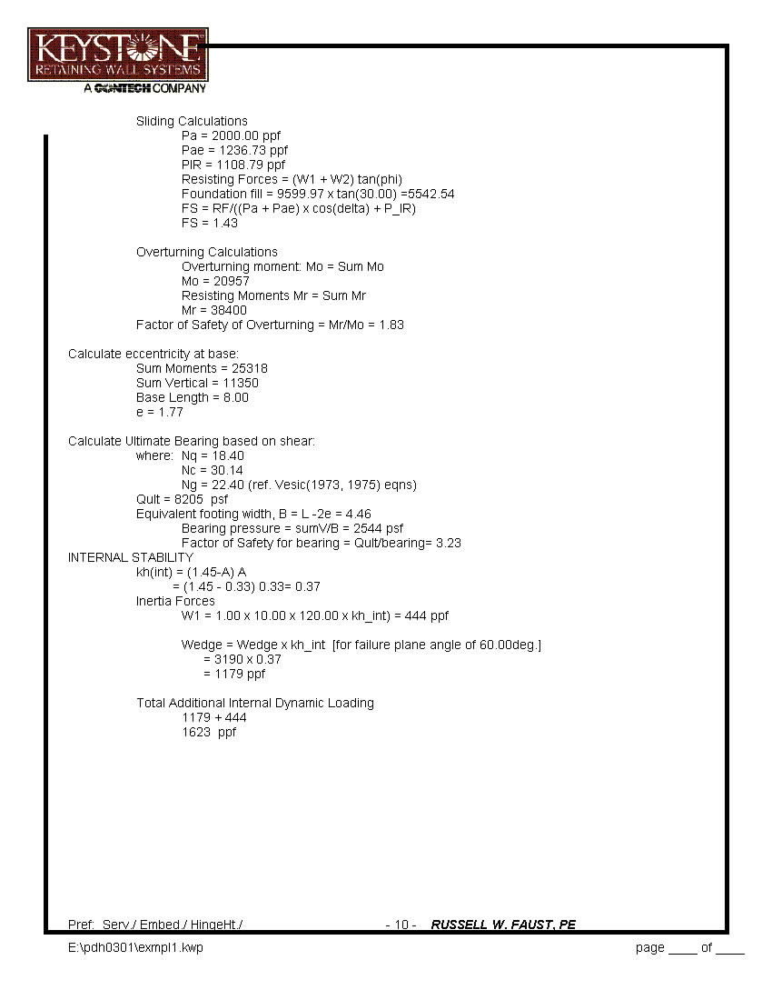 KEYSTONE
RETAINING WALL SYSTEMS
A CONTECH COMPANY
Sliding Calculations
Pa = 2000.00 ppf
Pae = 1236.73 ppf
PIR = 1108.79 ppf
Resisting Forces = (W1 + W2) tan(phi)
Foundation fill = 9599.97 x tan(30.00) =5542.54
FS = RF/((Pa + Pae) x cos(delta) + P_IR)
FS = 1.43
Overturning Calculations
Overturning moment: Mo = Sum Mo
Mo = 20957
Resisting Moments Mr = Sum Mr
Mr = 38400
Factor of Safety of Overturning = Mr/Mo = 1.83
Calculate eccentricity at base:
Sum Moments = 25318
Sum Vertical = 11350
Base Length = 8.00
e = 1.77
Calculate Ultimate Bearing based on shear:
where: Nq = 18.40
Nc = 30.14
Ng = 22.40 (ref. Vesic(1973, 1975) eqns)
Qult = 8205 psf
Equivalent footing width, B = L -2e = 4.46
Bearing pressure = sumV/B = 2544 psf
Factor of Safety for bearing = Qult/bearing= 3.23
INTERNAL STABILITY
kh(int) = (1.45-A) A
= (1.45 - 0.33) 0.33= 0.37
Inertia Forces
W1 = 1.00 x 10.00 x 120.00 x kh_int) = 444 ppf
Wedge = Wedge x kh_int [for failure plane angle of 60.00deg.]
= 3190 x 0.37
= 1179 ppf
Total Additional Internal Dynamic Loading
1179 + 444
1623 ppf
Pref: Serv./ Embed./ HingeHt./ - 10 - RUSSELL W. FAUST, PE
E:\pdh0301\exmpl1.kwp page ____ of ____